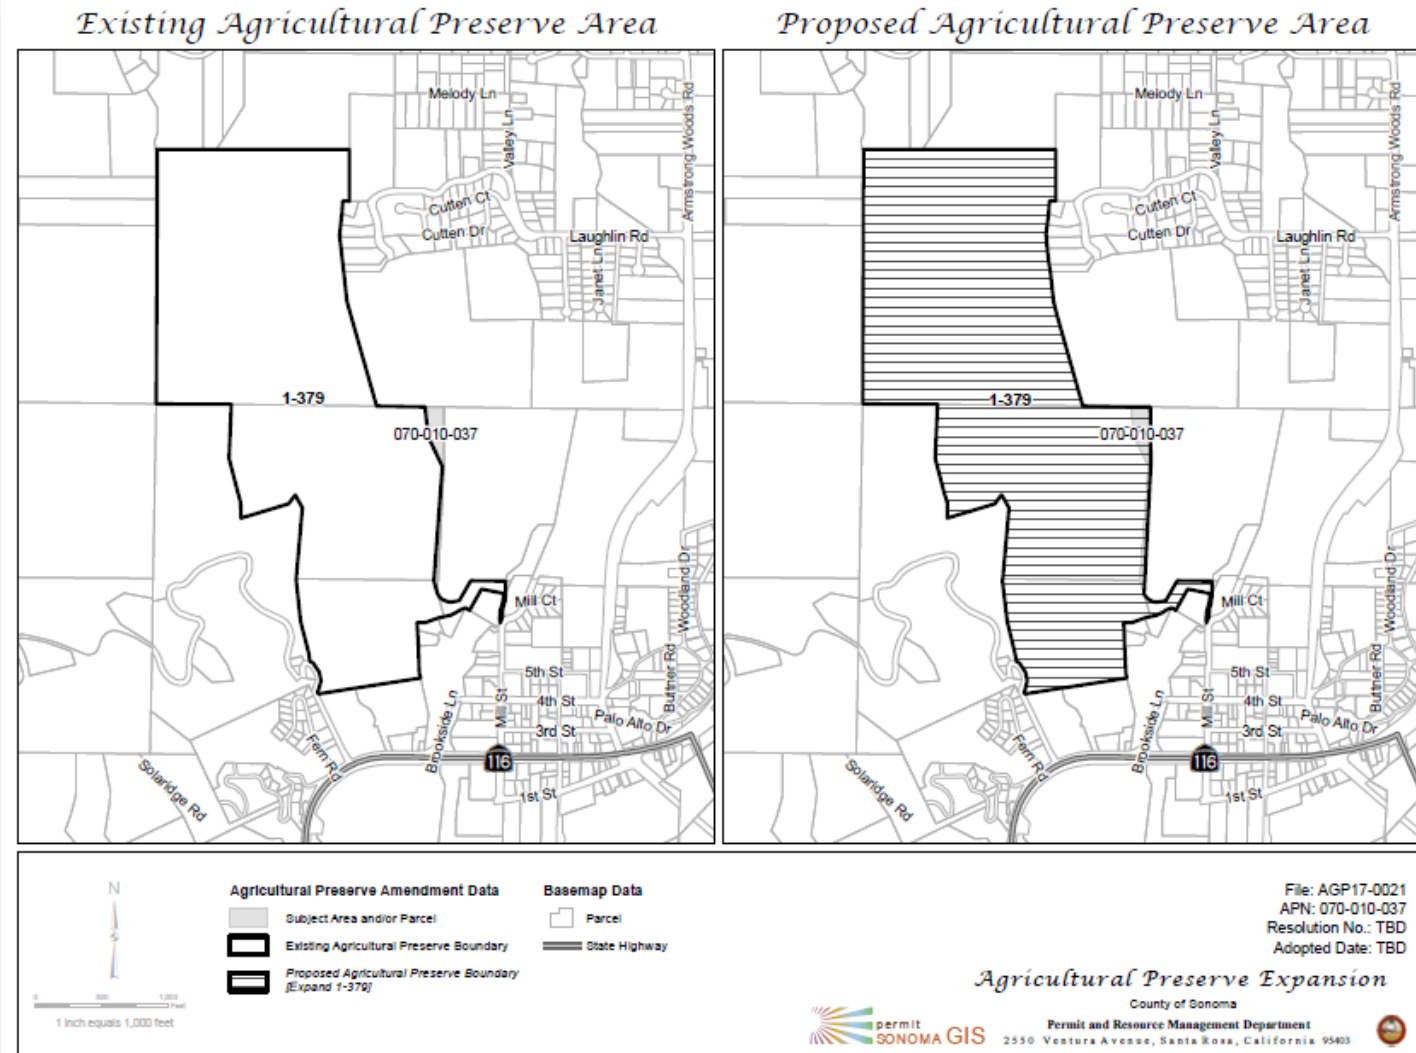 Existing Agricultural Preserve Area
Melody Ln
Valley Ln
Armstrong Woods Rd
Cutten Ct
Cutten Dr
Laughlin Rd
Janet Ln
1-379
070-010-037
Mill Ct
Woodland Dr
5th St
4th St
3rd St
Palo Alto Dr
Buttner Rd
Mill St
Brookside Ln
Fern Rd
116
1st St
Solaridge Rd
Proposed Agricultural Preserve Area
Melody Ln
Valley Ln
Armstrong Woods Rd
Cutten Ct
Cutten Dr
Laughlin Rd
Janet Ln
1-379
070-010-037
Mill Ct
Woodland Dr
5th St
4th St
3rd St
Palo Alto Dr
Buttner Rd
Mill St
Brookside Ln
Fern Rd
116
1st St
Solaridge Rd
N
0 500 1,000
Feet
1 inch equals 1,000 feet
Agricultural Preserve Amendment Data
Subject Area and/or Parcel
Existing Agricultural Preserve Boundary
Proposed Agricultural Preserve Boundary
[Expand 1-379]
Basemap Data
Parcel
State Highway
File: AGP17-0021
APN: 070-010-037
Resolution No.: TBD
Adopted Date: TBD
Agricultural Preserve Expansion
County of Sonoma
permit
SONOMA GIS
Permit and Resource Management Department
2550 Ventura Avenue, Santa Rosa, California 95403